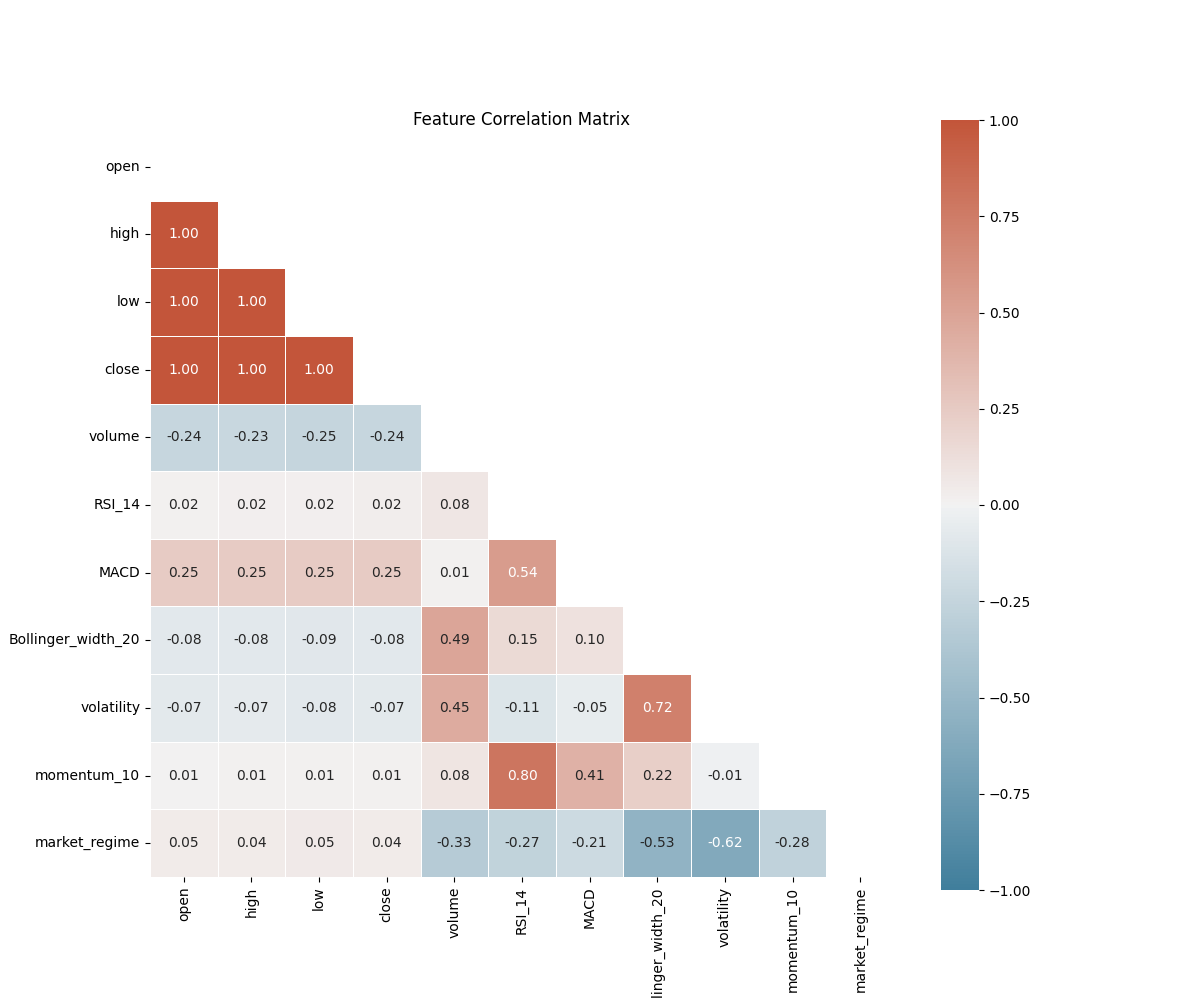 Feature Correlation Matrix
1.00
open
0.75
high 1.00
low 1.00 1.00
0.50
close 1.00 1.00 1.00
0.25
volume -0.24 -0.23 -0.25 -0.24
RSI_14 0.02 0.02 0.02 0.02 0.08
0.00
MACD 0.25 0.25 0.25 0.25 0.01 0.54
−0.25
Bollinger_width_20 -0.08 -0.08 -0.09 -0.08 0.49 0.15 0.10
−0.50
volatility -0.07 -0.07 -0.08 -0.07 0.45 -0.11 -0.05 0.72
momentum_10 0.01 0.01 0.01 0.01 0.08 0.80 0.41 0.22 -0.01
−0.75
market_regime 0.05 0.04 0.05 0.04 -0.33 -0.27 -0.21 -0.53 -0.62 -0.28
−1.00
open
high
low
close
volume
RSI_14
MACD
linger_width_20
volatility
momentum_10
market_regime